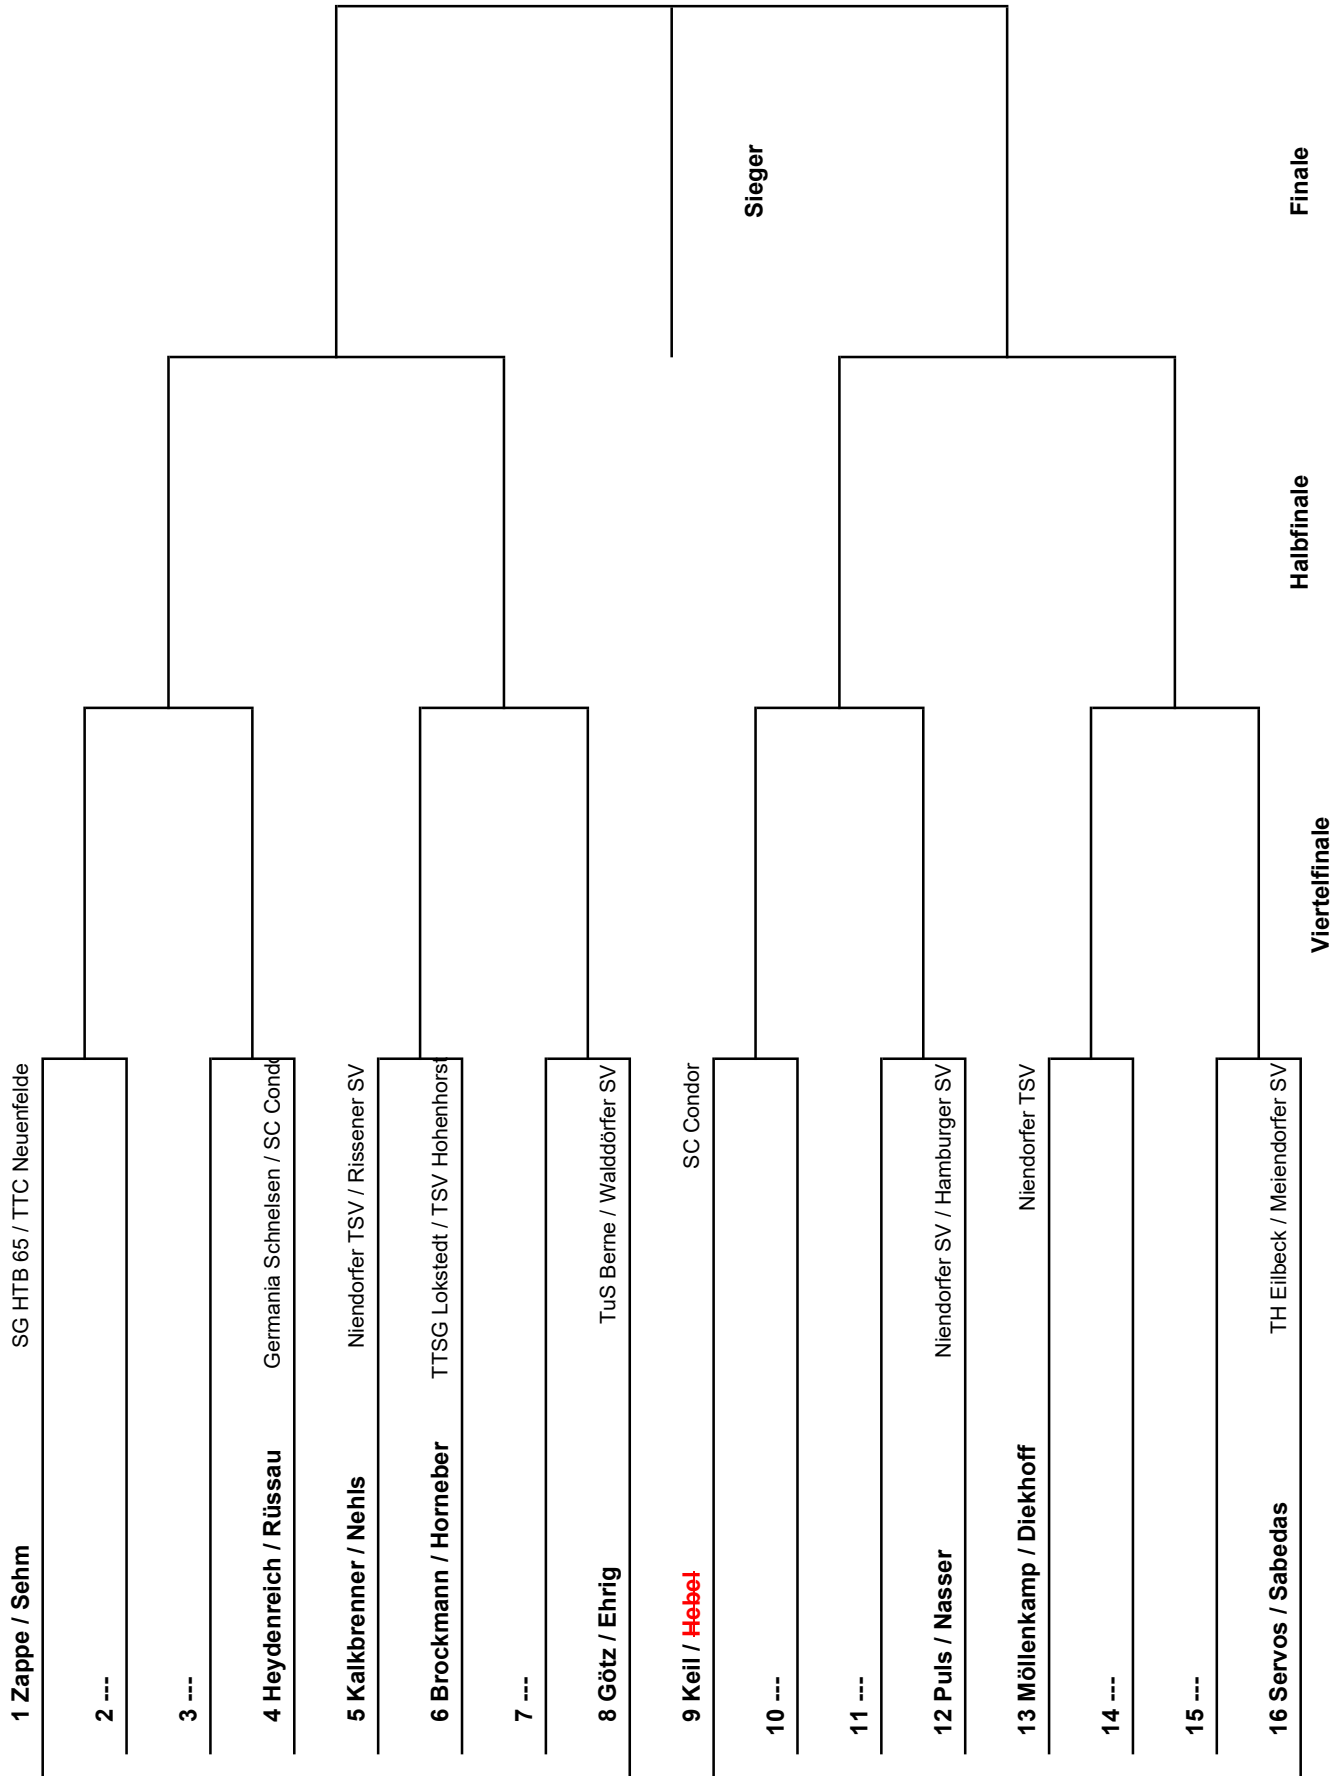 1 Zappe / Sehm SG HTB 65 / TTC Neuenfelde
2 ---
3 ---
4 Heydenreich / Rüssau Germania Schnelsen / SC Condo
5 Kalkbrenner / Nehls Niendorfer TSV / Rissener SV
6 Brockmann / Horneber TTSG Lokstedt / TSV Hohenhorst
7 ---
8 Götz / Ehrig TuS Berne / Walddörfer SV
9 Keil / Hebel SC Condor
Sieger
10 ---
11 ---
12 Puls / Nasser Niendorfer SV / Hamburger SV
13 Möllenkamp / Diekhoff Niendorfer TSV
14 ---
15 ---
16 Servos / Sabedas TH Eilbeck / Meiendorfer SV
Viertelfinale Halbfinale Finale